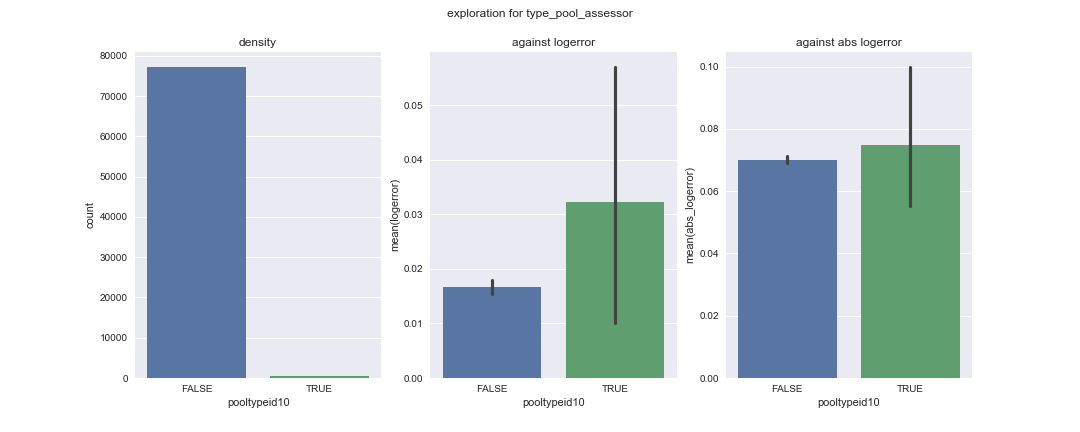 exploration for type_pool_assessor
density
80000
70000
60000
50000
40000
30000
20000
10000
0
count
FALSE
TRUE
pooltypeid10
against logerror
0.05
0.04
0.03
0.02
0.01
0.00
mean(logerror)
FALSE
TRUE
pooltypeid10
against abs logerror
0.10
0.08
0.06
0.04
0.02
0.00
mean(abs_logerror)
FALSE
TRUE
pooltypeid10